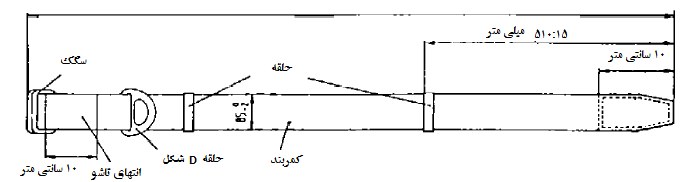 ۵۱۰:۱۵ میلی متر
۱۰ سانتی متر
سگک
حلقه
کمربند
حلقه D شکل
انتهای تاشو
۱۰ سانتی متر